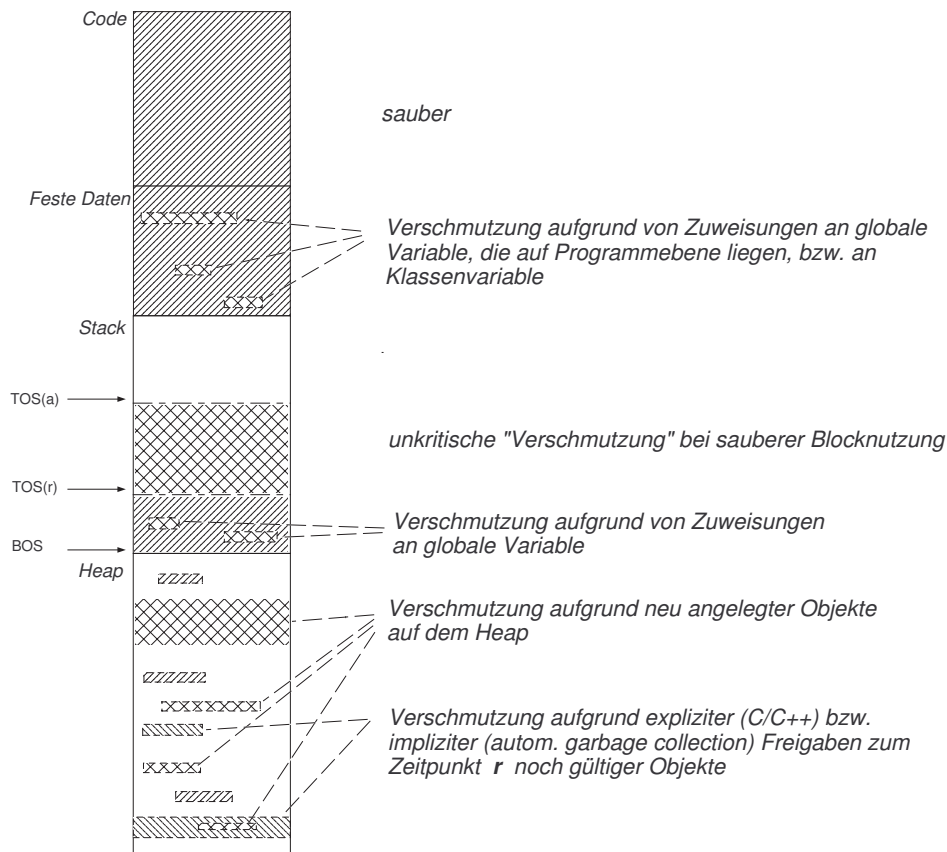 Code
sauber
Feste Daten
Verschmutzung aufgrund von Zuweisungen an globale
Variable, die auf Programmebene liegen, bzw. an
Klassenvariable
Stack
TOS(a)
unkritische "Verschmutzung" bei sauberer Blocknutzung
TOS(r)
Verschmutzung aufgrund von Zuweisungen
an globale Variable
BOS
Heap
Verschmutzung aufgrund neu angelegter Objekte
auf dem Heap
Verschmutzung aufgrund expliziter (C/C++) bzw.
impliziter (autom. garbage collection) Freigaben zum
Zeitpunkt r noch gültiger Objekte